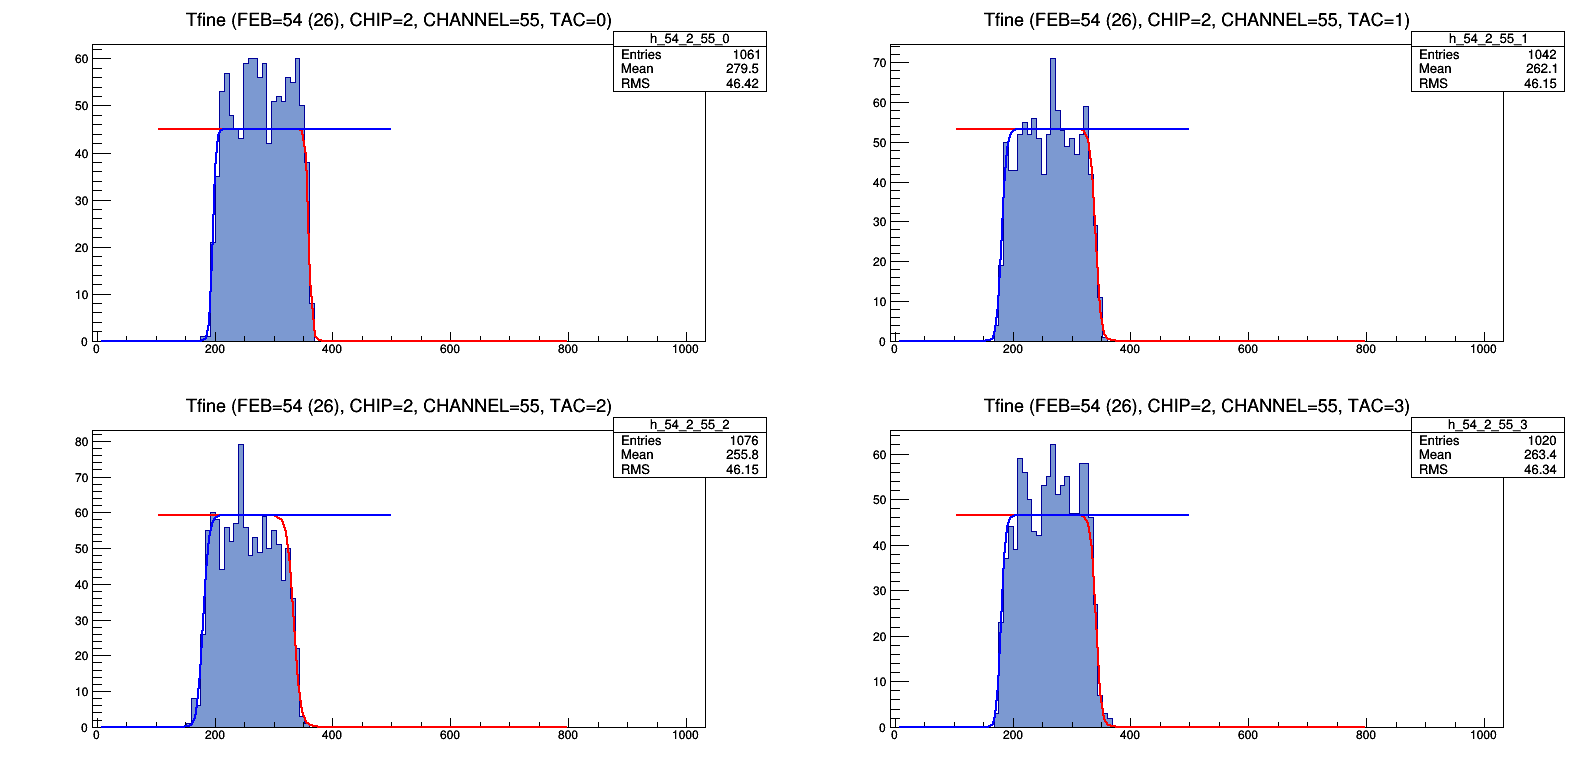 Tfine (FEB=54 (26), CHIP=2, CHANNEL=55, TAC=0)
h_54_2_55_0
Entries 1061
Mean 279.5
RMS 46.42
60
50
40
30
20
10
0
0 200 400 600 800 1000
Tfine (FEB=54 (26), CHIP=2, CHANNEL=55, TAC=1)
h_54_2_55_1
Entries 1042
Mean 262.1
RMS 46.15
70
60
50
40
30
20
10
0
0 200 400 600 800 1000
Tfine (FEB=54 (26), CHIP=2, CHANNEL=55, TAC=2)
h_54_2_55_2
Entries 1076
Mean 255.8
RMS 46.15
80
70
60
50
40
30
20
10
0
0 200 400 600 800 1000
Tfine (FEB=54 (26), CHIP=2, CHANNEL=55, TAC=3)
h_54_2_55_3
Entries 1020
Mean 263.4
RMS 46.34
60
50
40
30
20
10
0
0 200 400 600 800 1000